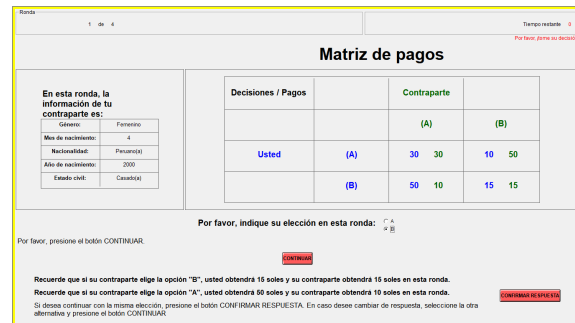 Ronda
1 de 4
Tiempo restante 0
Por favor, ¡tome su decisión
Matriz de pagos
En esta ronda, la
información de tu
contraparte es:
Género: Femenino
Mes de nacimiento: 4
Nacionalidad: Peruano(a)
Año de nacimiento: 2000
Estado civil: Casado(a)
Decisiones / Pagos Contraparte
(A) (B)
Usted (A) 30 30 10 50
(B) 50 10 15 15
Por favor, indique su elección en esta ronda:
A
B
Por favor, presione el botón CONTINUAR.
CONTINUAR
Recuerde que si su contraparte elige la opción "B", usted obtendrá 15 soles y su contraparte obtendrá 15 soles en esta ronda.
Recuerde que si su contraparte elige la opción "A", usted obtendrá 50 soles y su contraparte obtendrá 10 soles en esta ronda.
Si desea continuar con la misma elección, presione el botón CONFIRMAR RESPUESTA. En caso desee cambiar de respuesta, seleccione la otra
alternativa y presione el botón CONTINUAR
CONFIRMAR RESPUESTA